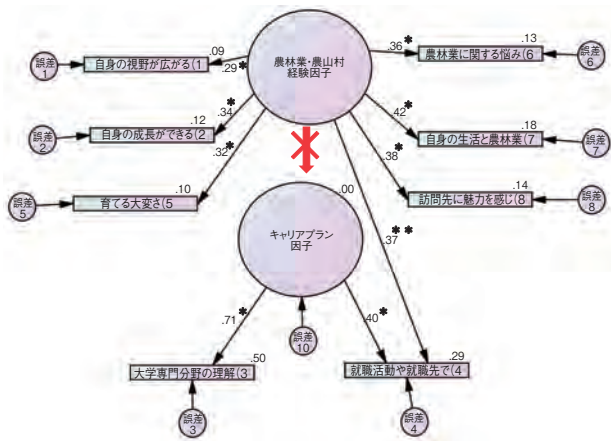 誤差
1
自身の視野が広がる(1
.09
.29*
農林業・農山村
経験因子
.36*
農林業に関する悩み(6
.13
誤差
6
誤差
2
自身の成長ができる(2
.12
.34*
.42*
自身の生活と農林業(7
.18
誤差
7
誤差
5
育てる大変さ(5
.10
.32*
.38*
訪問先に魅力を感じ(8
.14
誤差
8
キャリアプラン
因子
.00
.37
**
.71*
.40*
誤差
10
大学専門分野の理解(3
.50
就職活動や就職先で(4
.29
誤差
3
誤差
4